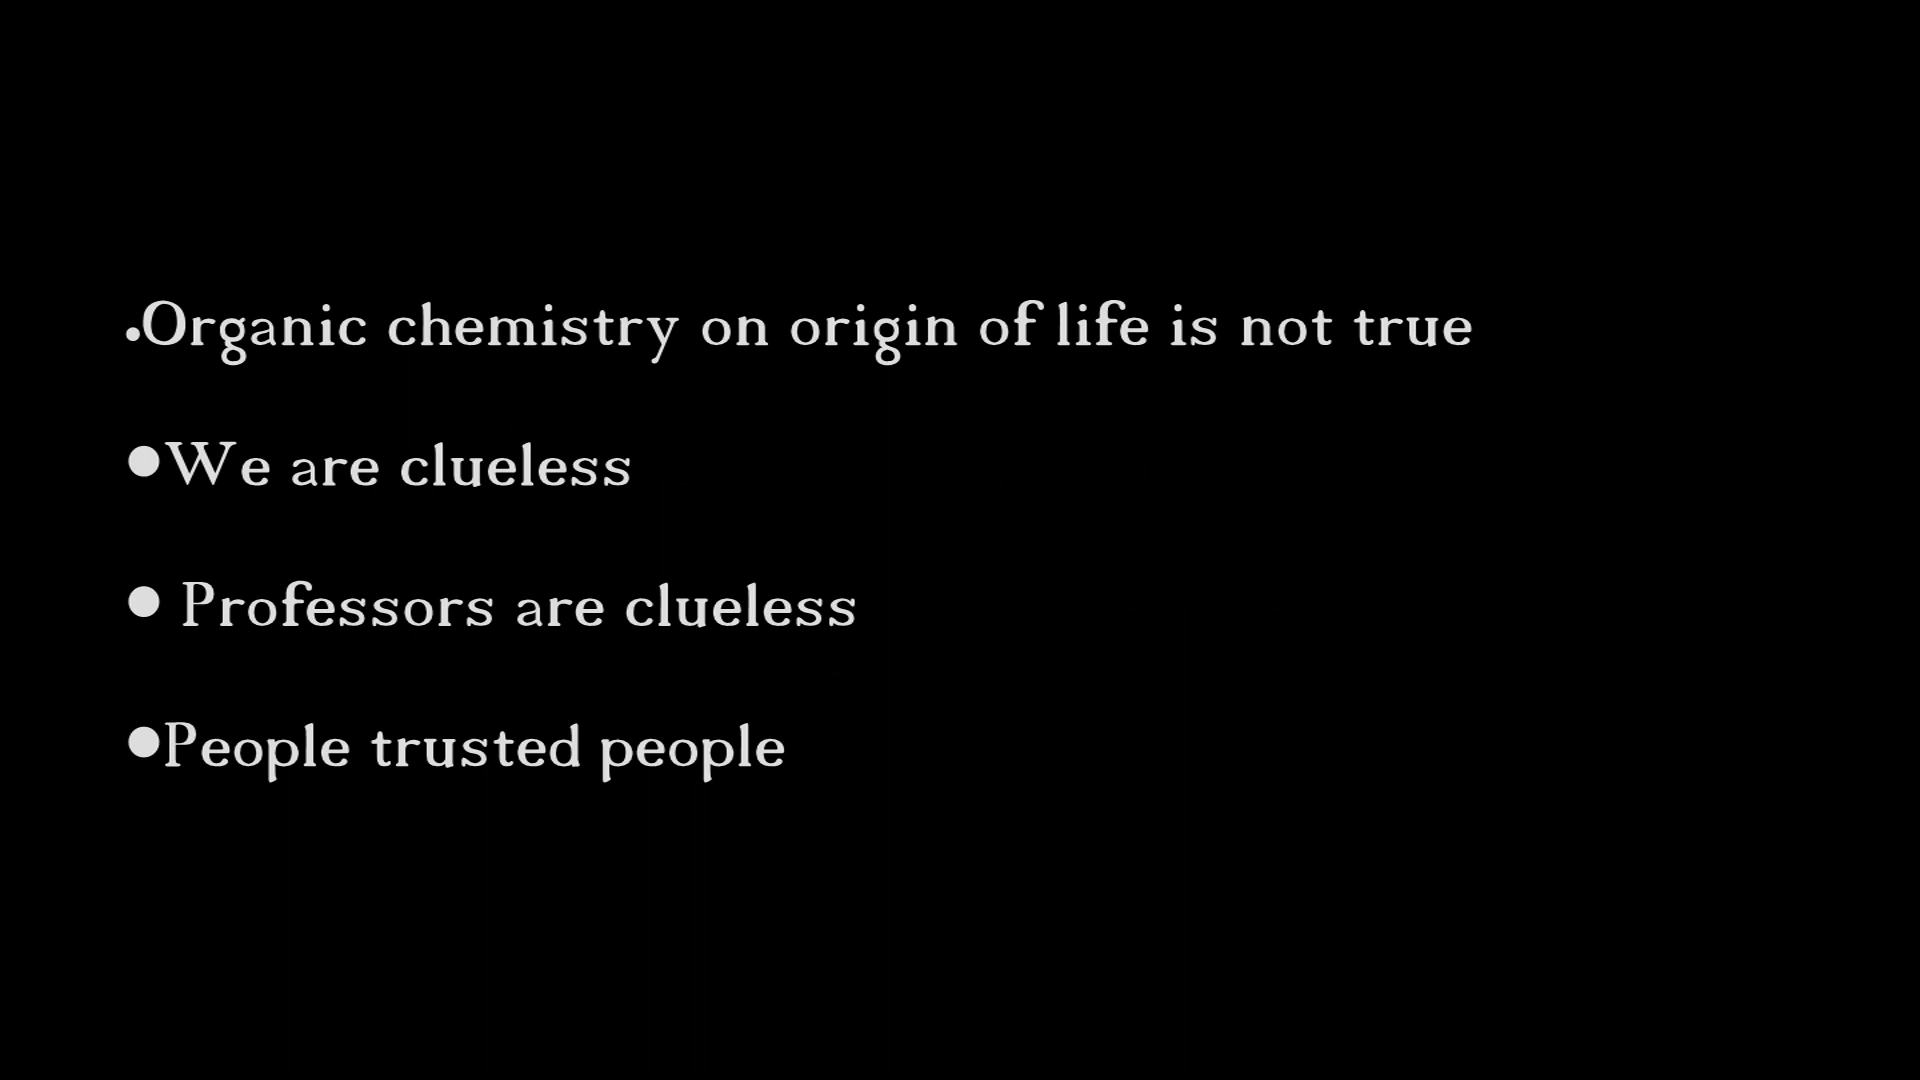 •Organic chemistry on origin of life is not true
●We are clueless
● Professors are clueless
●People trusted people